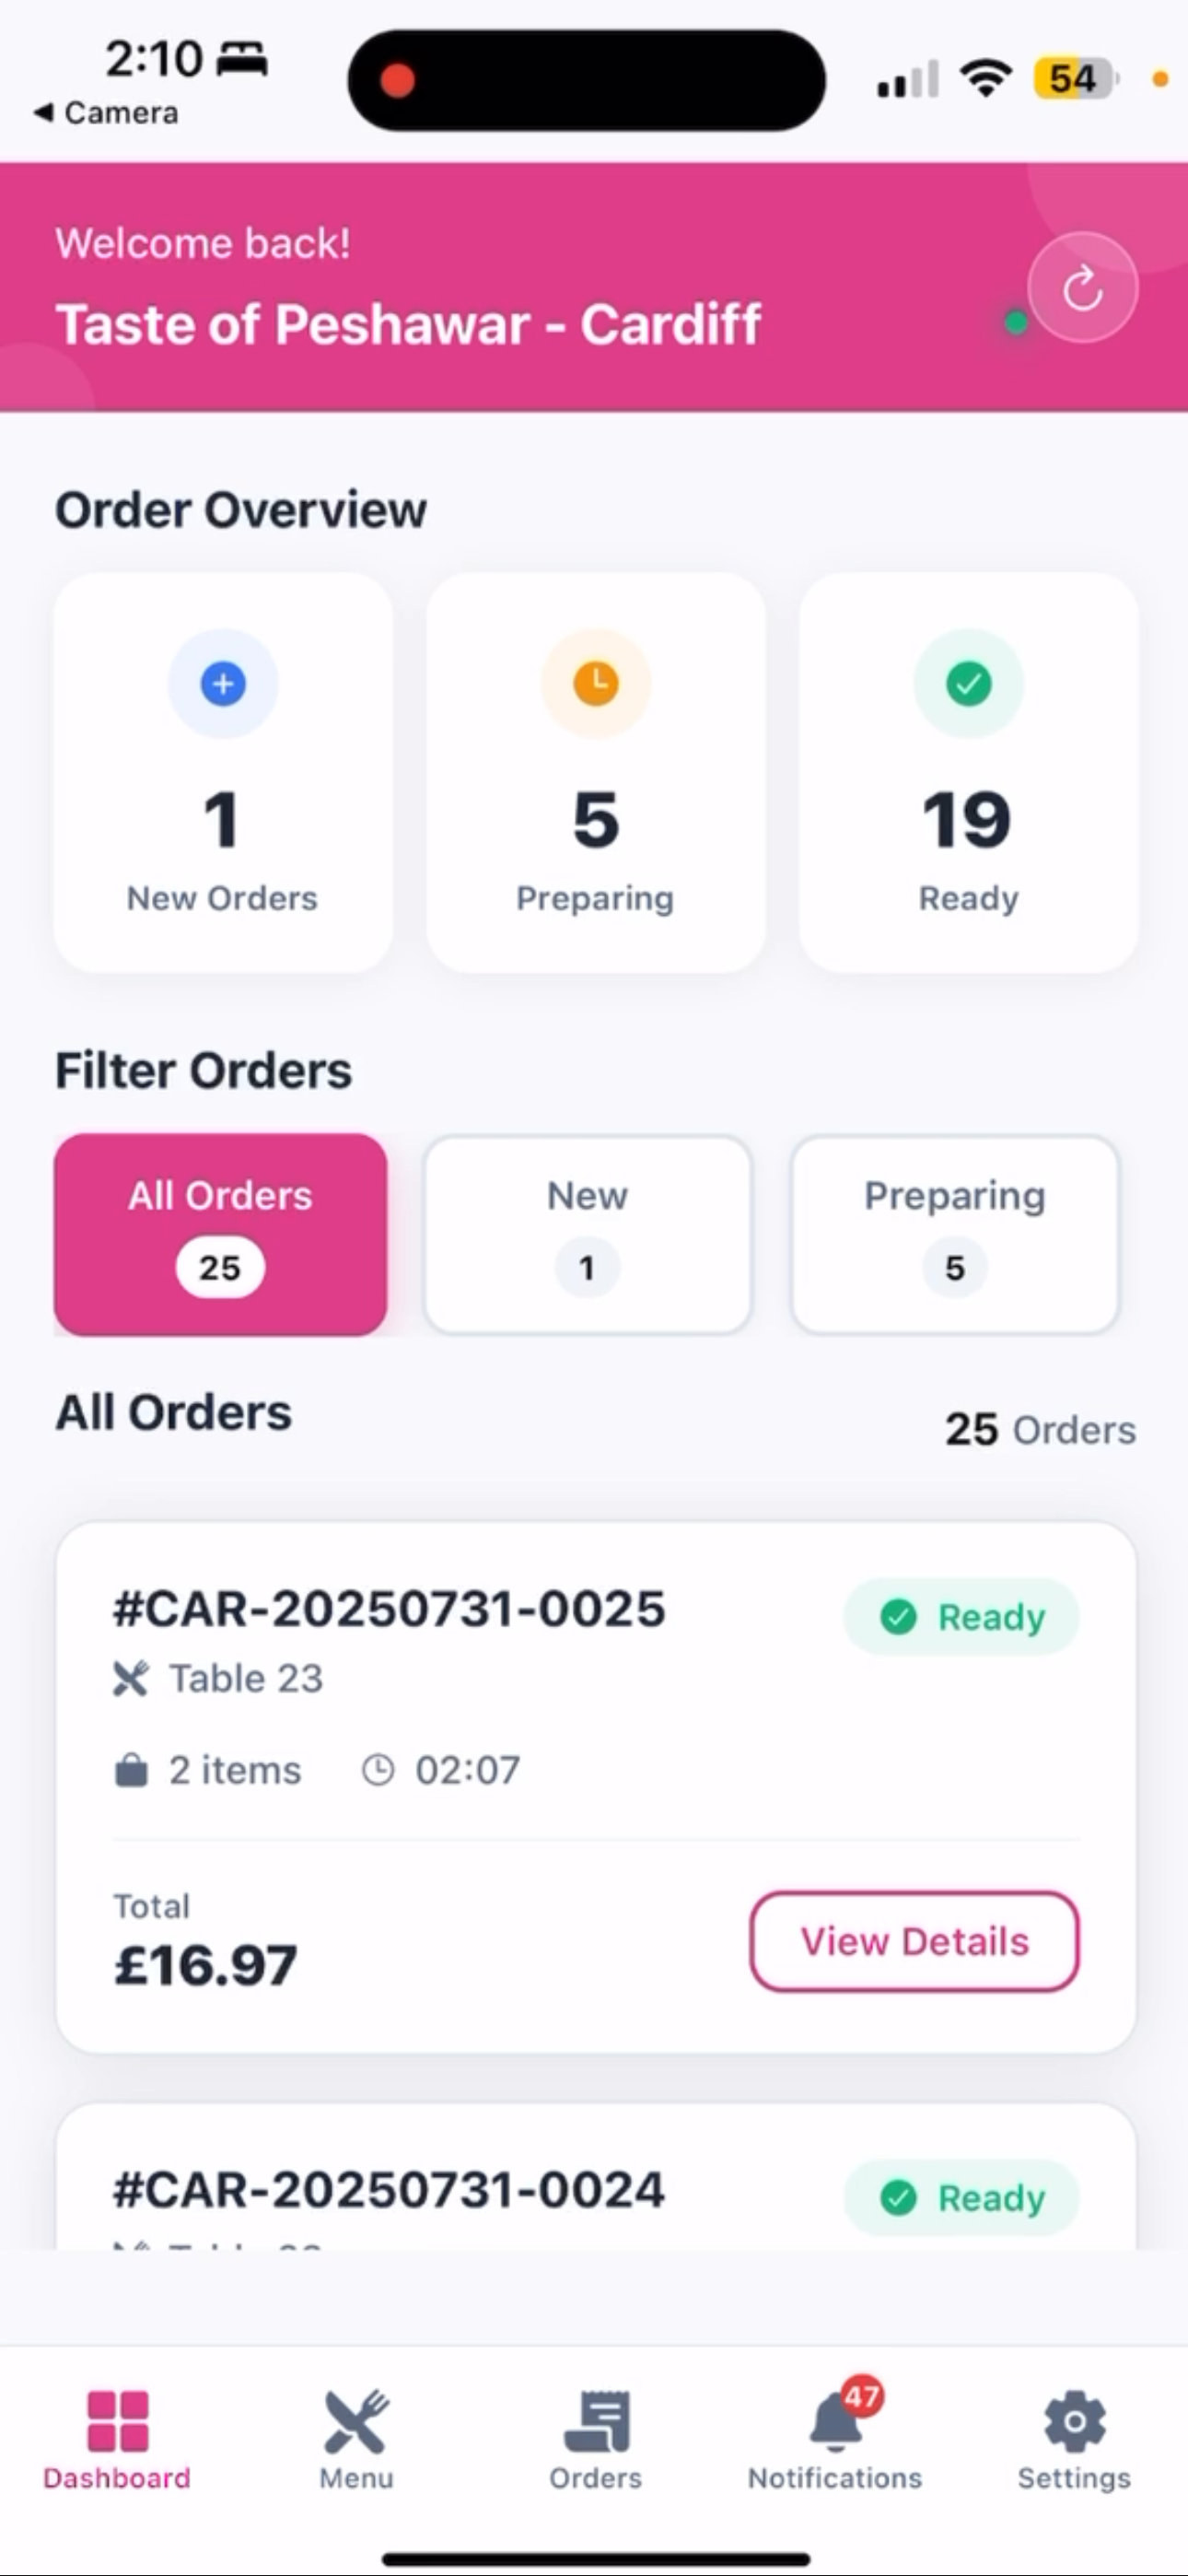 2:10
Camera
54
Welcome back!
Taste of Peshawar - Cardiff
Order Overview
1
New Orders
5
Preparing
19
Ready
Filter Orders
All Orders
25
New
1
Preparing
5
All Orders
25 Orders
#CAR-20250731-0025
Ready
Table 23
2 items
02:07
Total
£16.97
View Details
#CAR-20250731-0024
Ready
47
Dashboard
Menu
Orders
Notifications
Settings